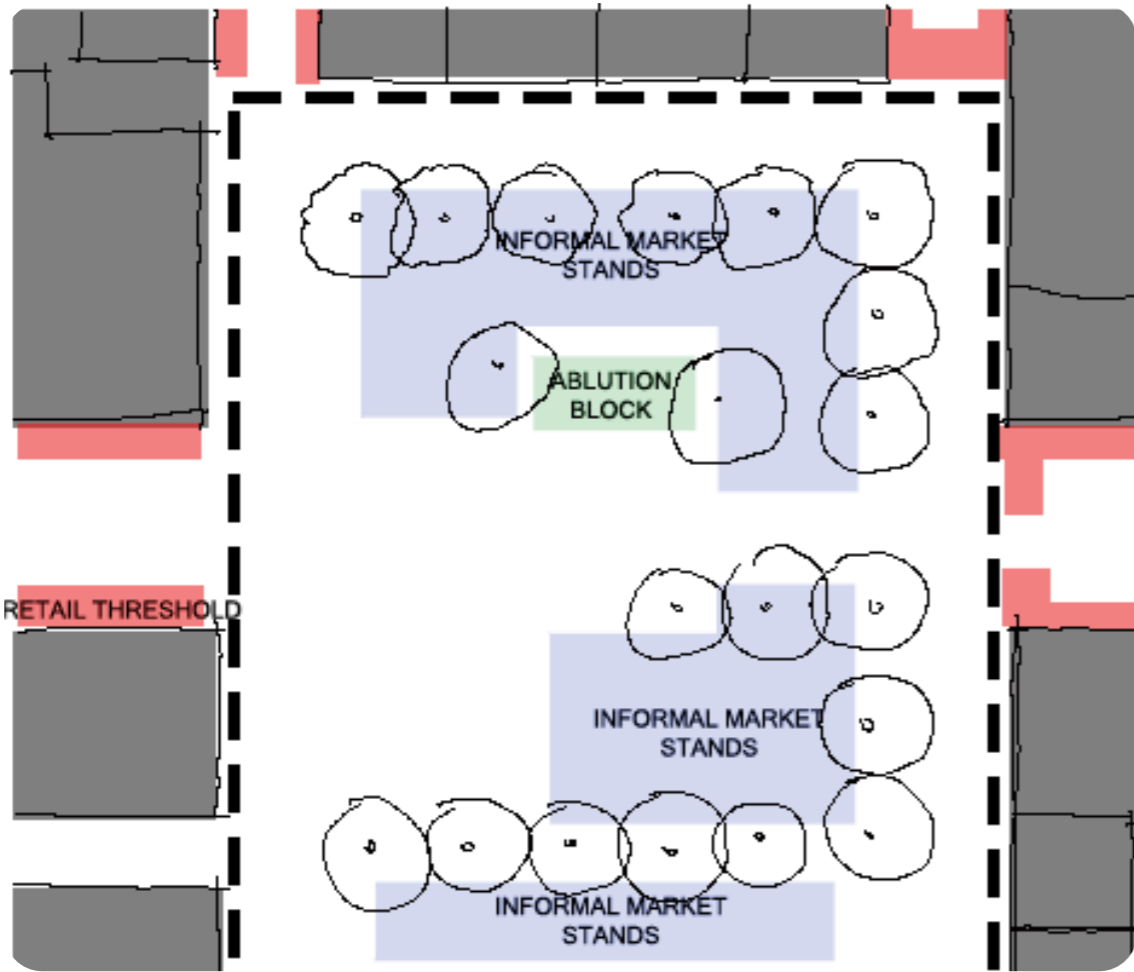 INFORMAL MARKET
STANDS
ABLUTION
BLOCK
RETAIL THRESHOLD
INFORMAL MARKET
STANDS
INFORMAL MARKET
STANDS